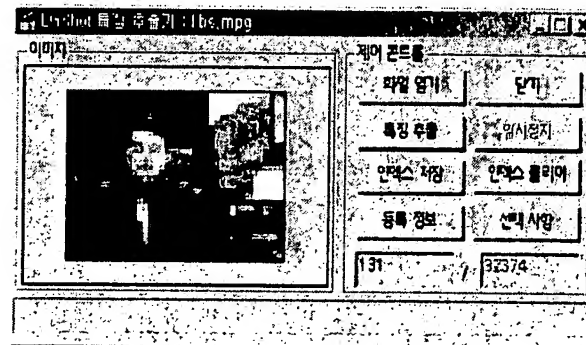 특징 추출기 : lbs.mpg
이미지
제어 콘트롤
화일 열기
닫기
특징 추출
일시정지
인덱스 저장
인덱스 클리어
등록 정보
선택 사항
131 / 32374